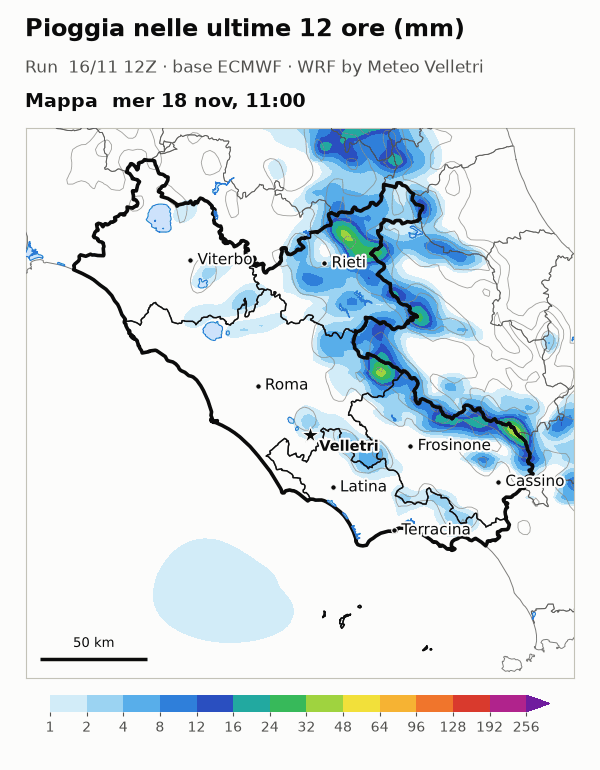 Pioggia nelle ultime 12 ore (mm)
Run 16/11 12Z · base ECMWF · WRF by Meteo Velletri
Mappa mer 18 nov, 11:00
Viterbo
Rieti
Roma
Velletri
Frosinone
Latina
Cassino
Terracina
50 km
1 2 4 8 12 16 24 32 48 64 96 128 192 256